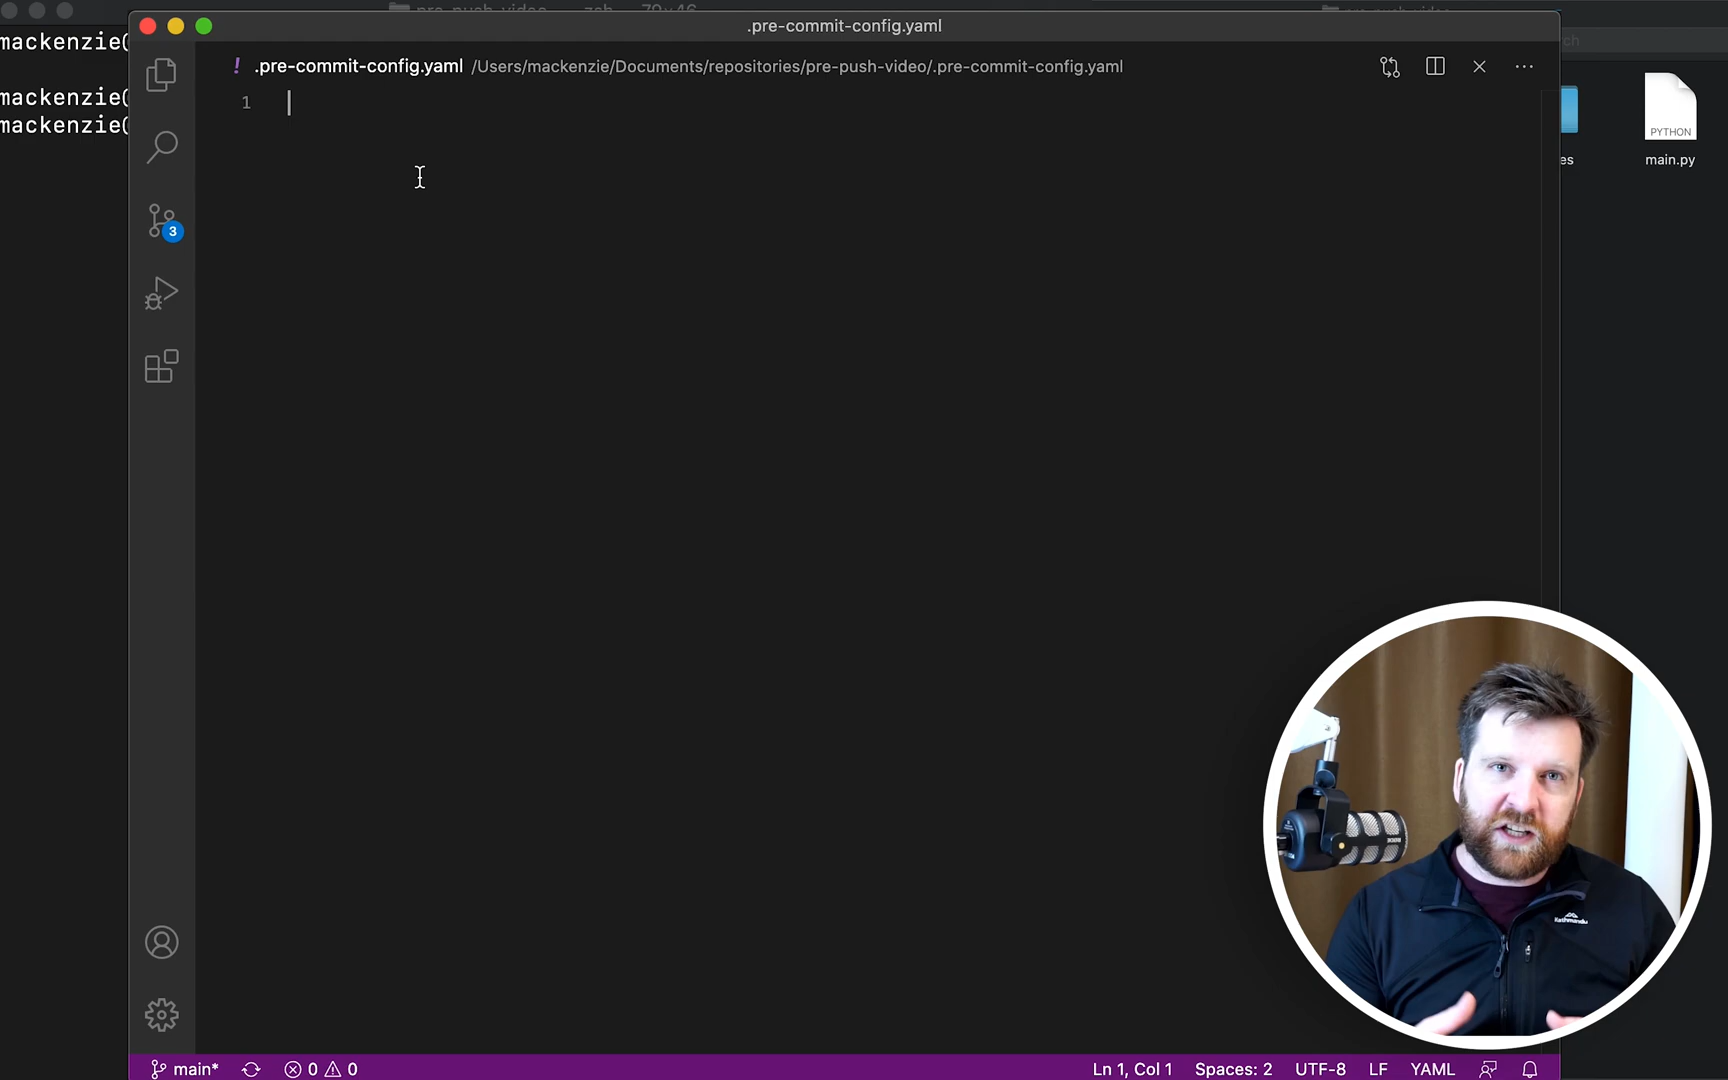 .pre-commit-config.yaml
mackenzie@
mackenzie@
mackenzie@
! .pre-commit-config.yaml /Users/mackenzie/Documents/repositories/pre-push-video/.pre-commit-config.yaml
1
3
PYTHON
es
main.py
Kathmandu
main* 0 0
Ln 1, Col 1 Spaces: 2 UTF-8 LF YAML